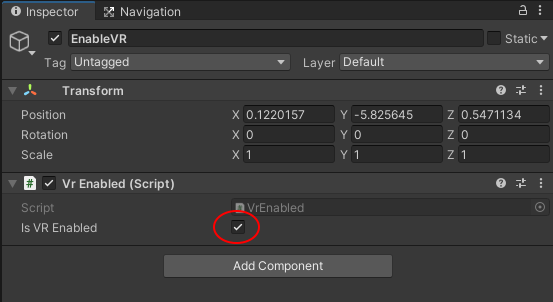 Inspector Navigation
EnableVR Static
Tag Untagged Layer Default
Transform
Position X 0.1220157 Y -5.825645 Z 0.5471134
Rotation X 0 Y 0 Z 0
Scale X 1 Y 1 Z 1
# Vr Enabled (Script)
Script VrEnabled
Is VR Enabled
Add Component